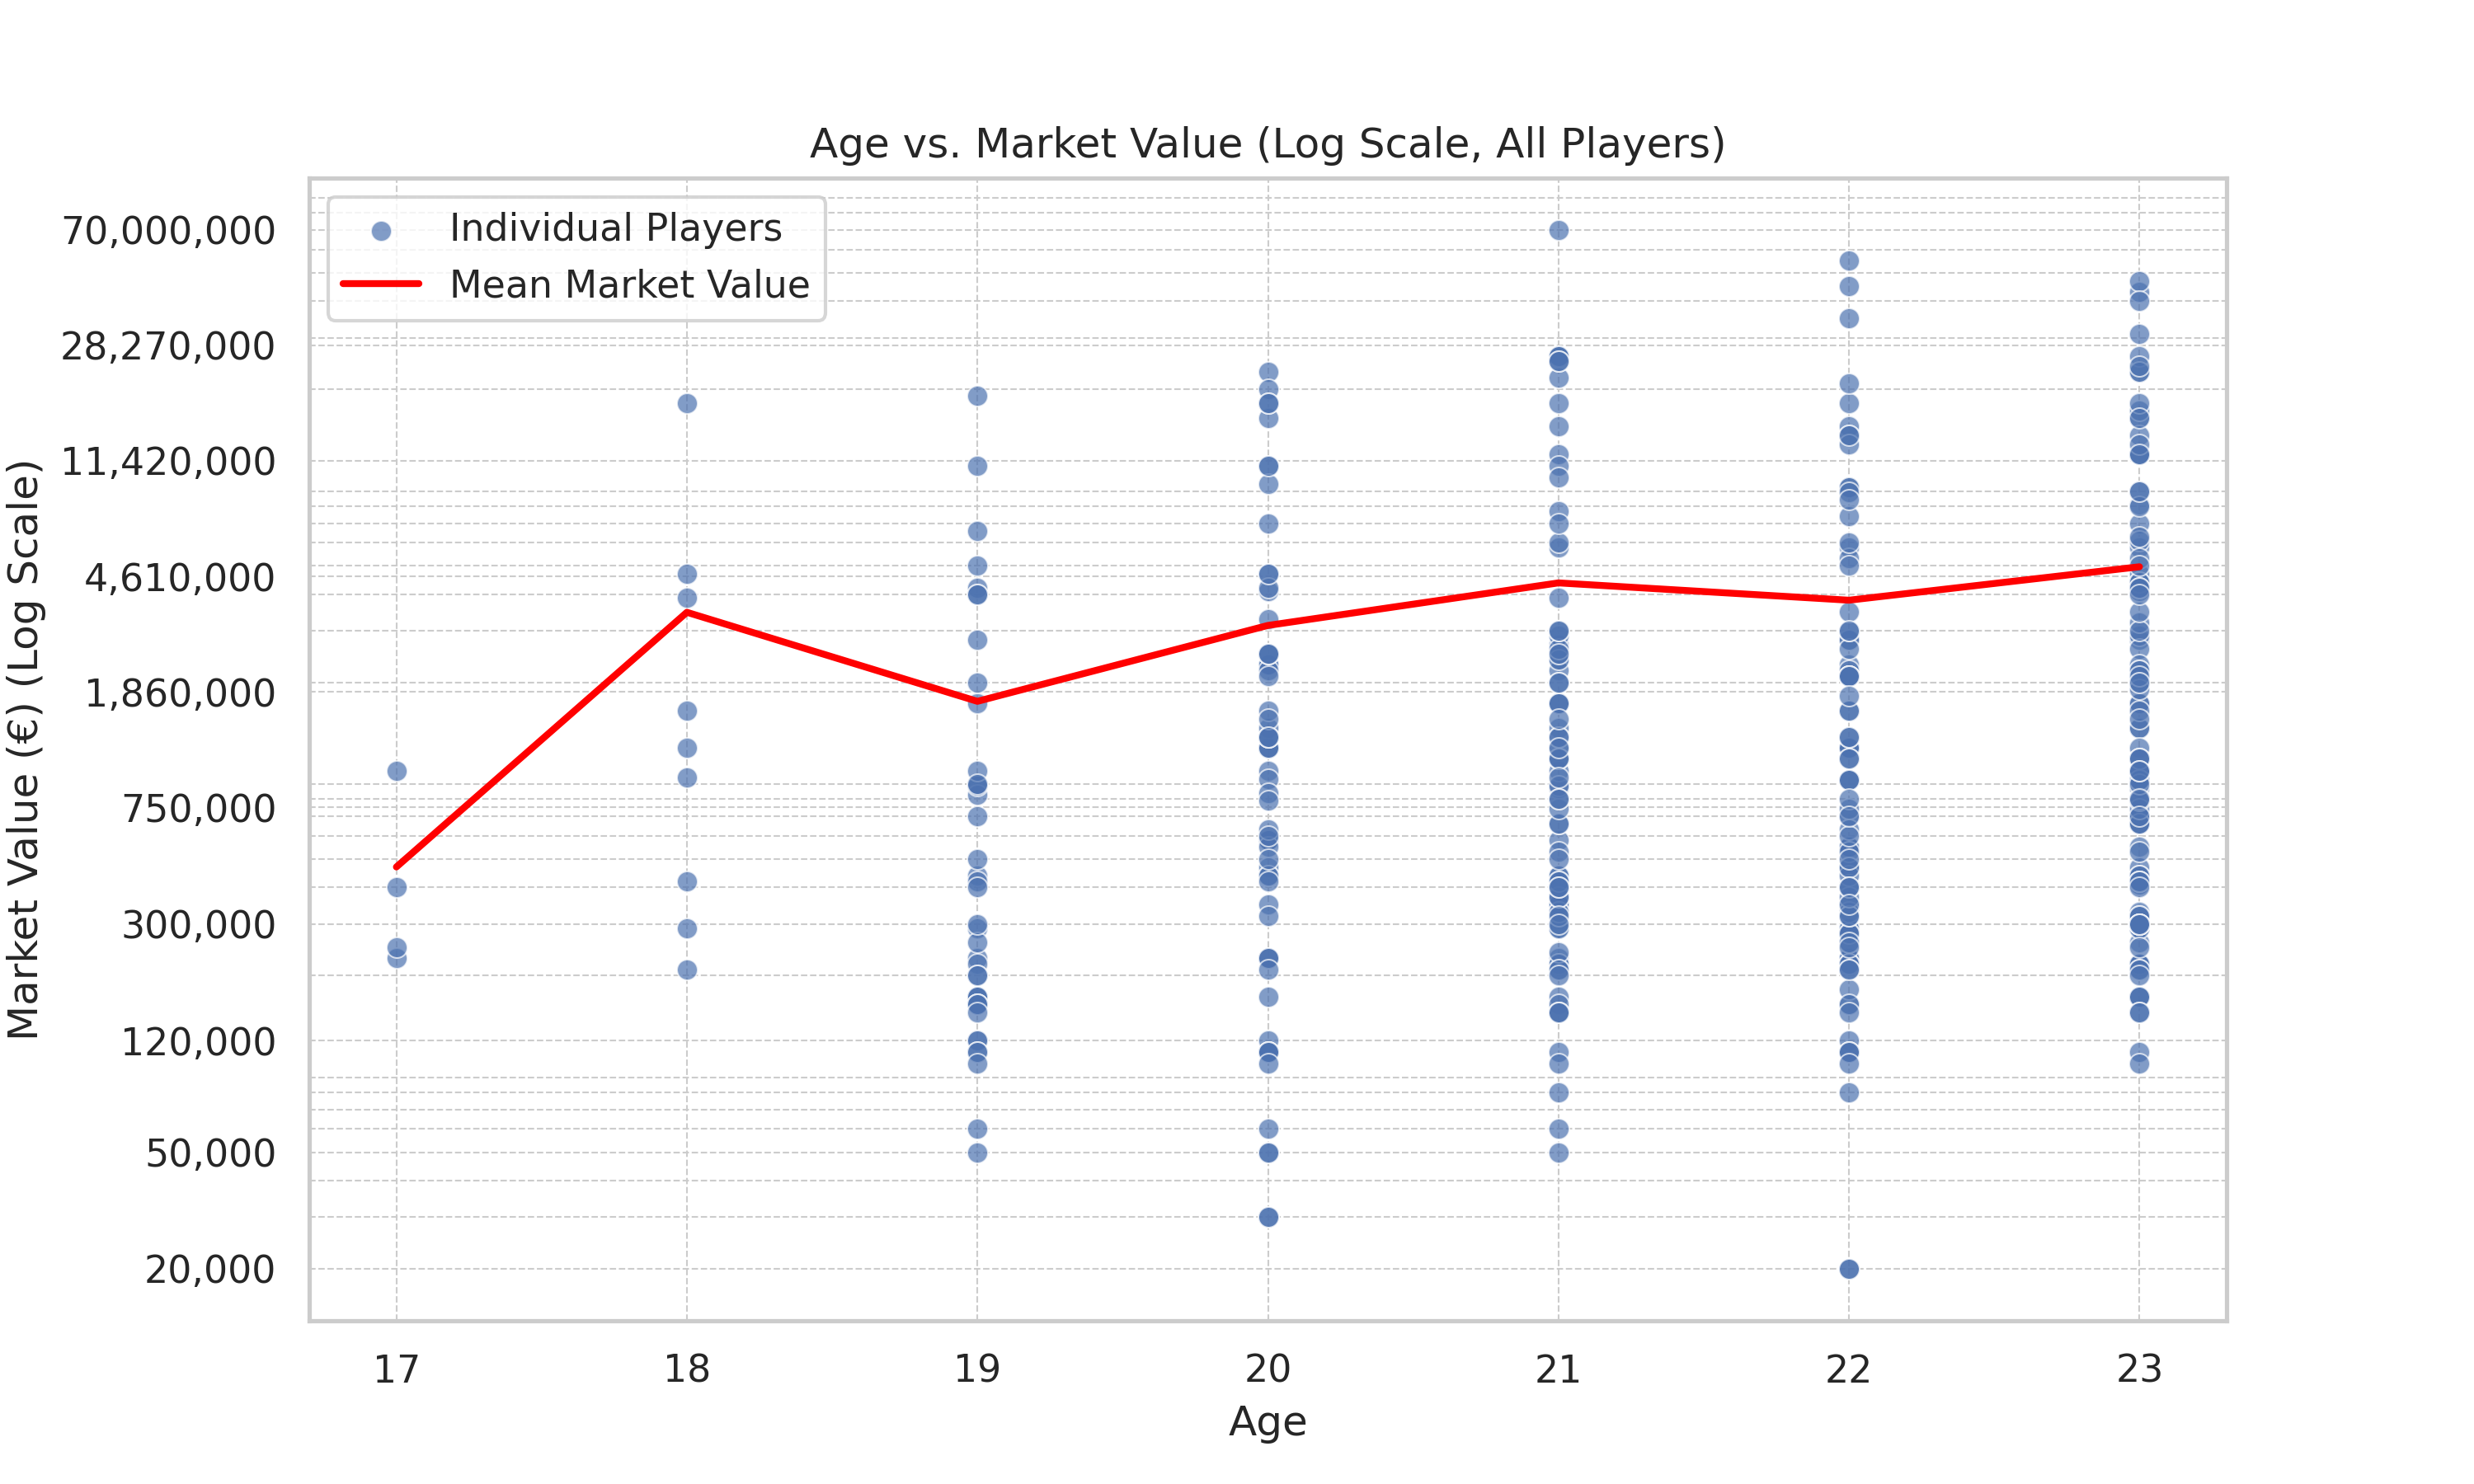 Age vs. Market Value (Log Scale, All Players)
Individual Players
Mean Market Value
Market Value (€) (Log Scale)
70,000,000
28,270,000
11,420,000
4,610,000
1,860,000
750,000
300,000
120,000
50,000
20,000
17 18 19 20 21 22 23
Age